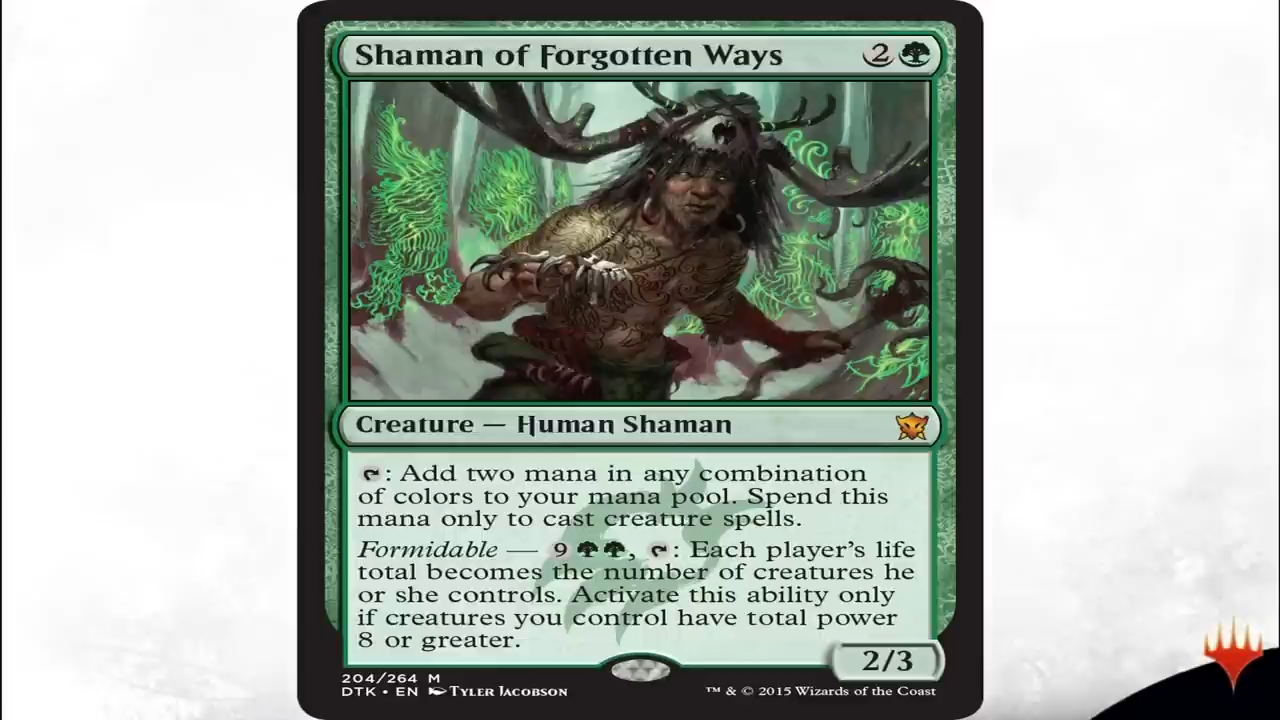 Shaman of Forgotten Ways 2
Creature — Human Shaman
: Add two mana in any combination
of colors to your mana pool. Spend this
mana only to cast creature spells.
Formidable — 9 , : Each player's life
total becomes the number of creatures he
or she controls. Activate this ability only
if creatures you control have total power
8 or greater.
2/3
204/264 M
DTK • EN Tyler Jacobson
™ & © 2015 Wizards of the Coast